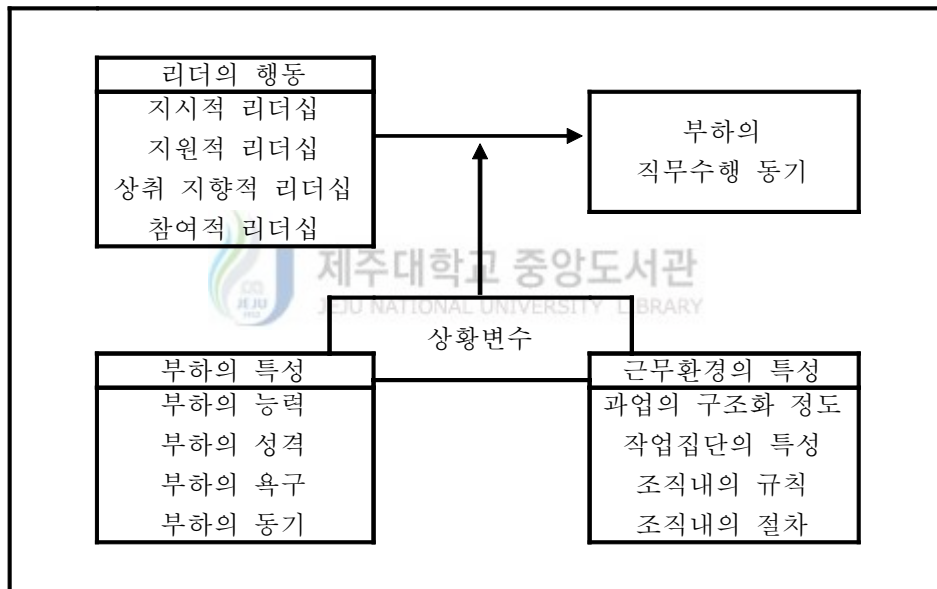 리더의 행동
지시적 리더십
지원적 리더십
상취 지향적 리더십
참여적 리더십
부하의
직무수행 동기
제주대학교 중앙도서관
JEJU NATIONAL UNIVERSITY LIBRARY
JEJU
1952
상황변수
부하의 특성
부하의 능력
부하의 성격
부하의 욕구
부하의 동기
근무환경의 특성
과업의 구조화 정도
작업집단의 특성
조직내의 규칙
조직내의 절차